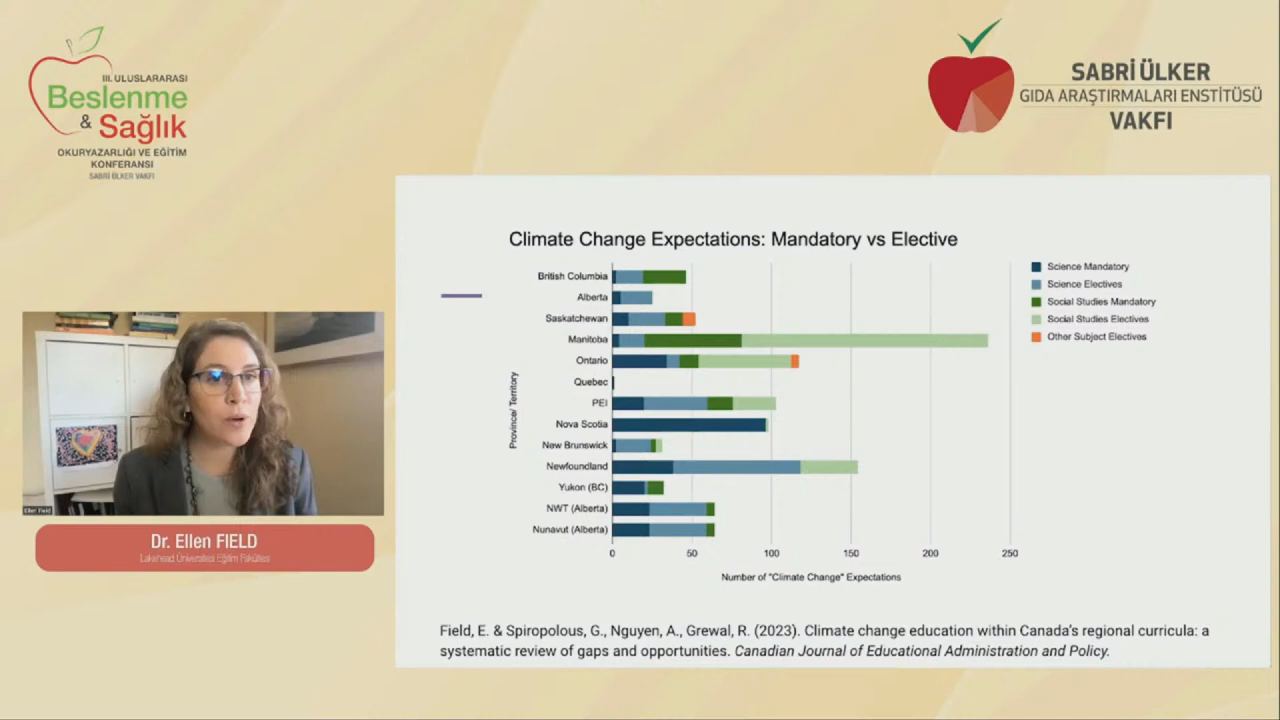 III. ULUSLARARASI
Beslenme
& Sağlık
OKURYAZARLIĞI VE EĞİTİM
KONFERANSI
SABRİ ÜLKER VAKFI
SABRİ ÜLKER
GIDA ARAŞTIRMALARI ENSTİTÜSÜ
VAKFI
Ellen Field
Dr. Ellen FIELD
Lakehead Üniversitesi Eğitim Fakültesi
Climate Change Expectations: Mandatory vs Elective
Province/ Territory
British Columbia
Alberta
Saskatchewan
Manitoba
Ontario
Quebec
PEI
Nova Scotia
New Brunswick
Newfoundland
Yukon (BC)
NWT (Alberta)
Nunavut (Alberta)
0 50 100 150 200 250
Number of "Climate Change" Expectations
Science Mandatory
Science Electives
Social Studies Mandatory
Social Studies Electives
Other Subject Electives
Field, E. & Spiropolous, G., Nguyen, A., Grewal, R. (2023). Climate change education within Canada's regional curricula: a
systematic review of gaps and opportunities. Canadian Journal of Educational Administration and Policy.